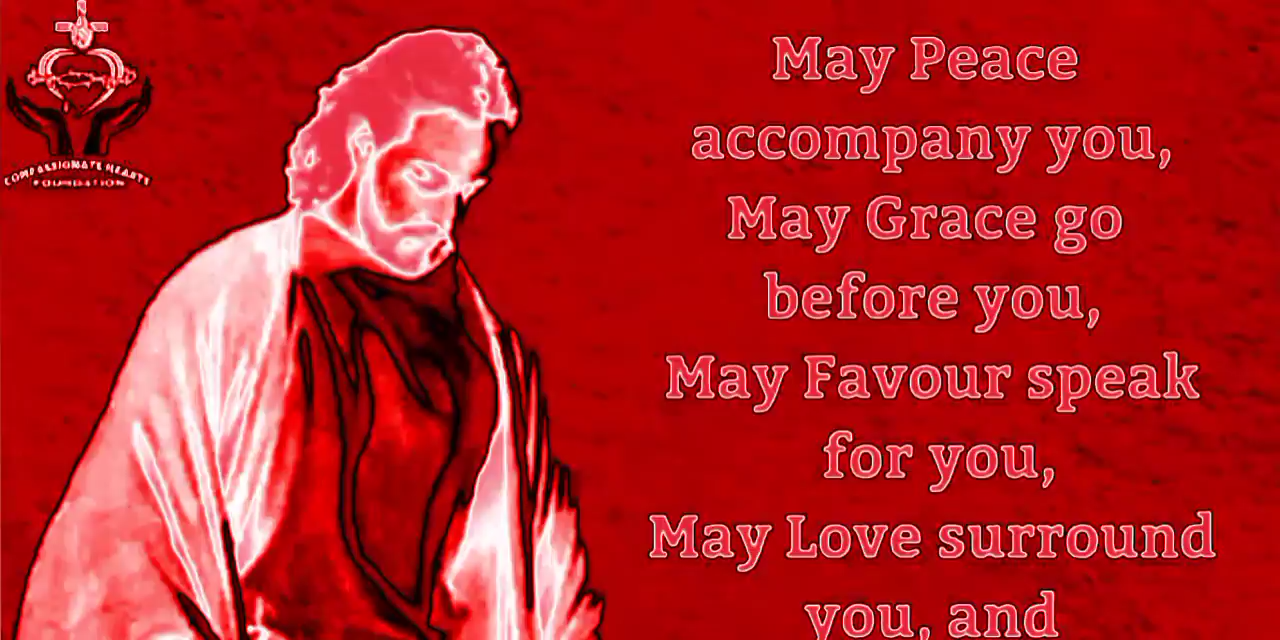 COMPASSIONATE HEARTS
FOUNDATION
May Peace
accompany you,
May Grace go
before you,
May Favour speak
for you,
May Love surround
you, and